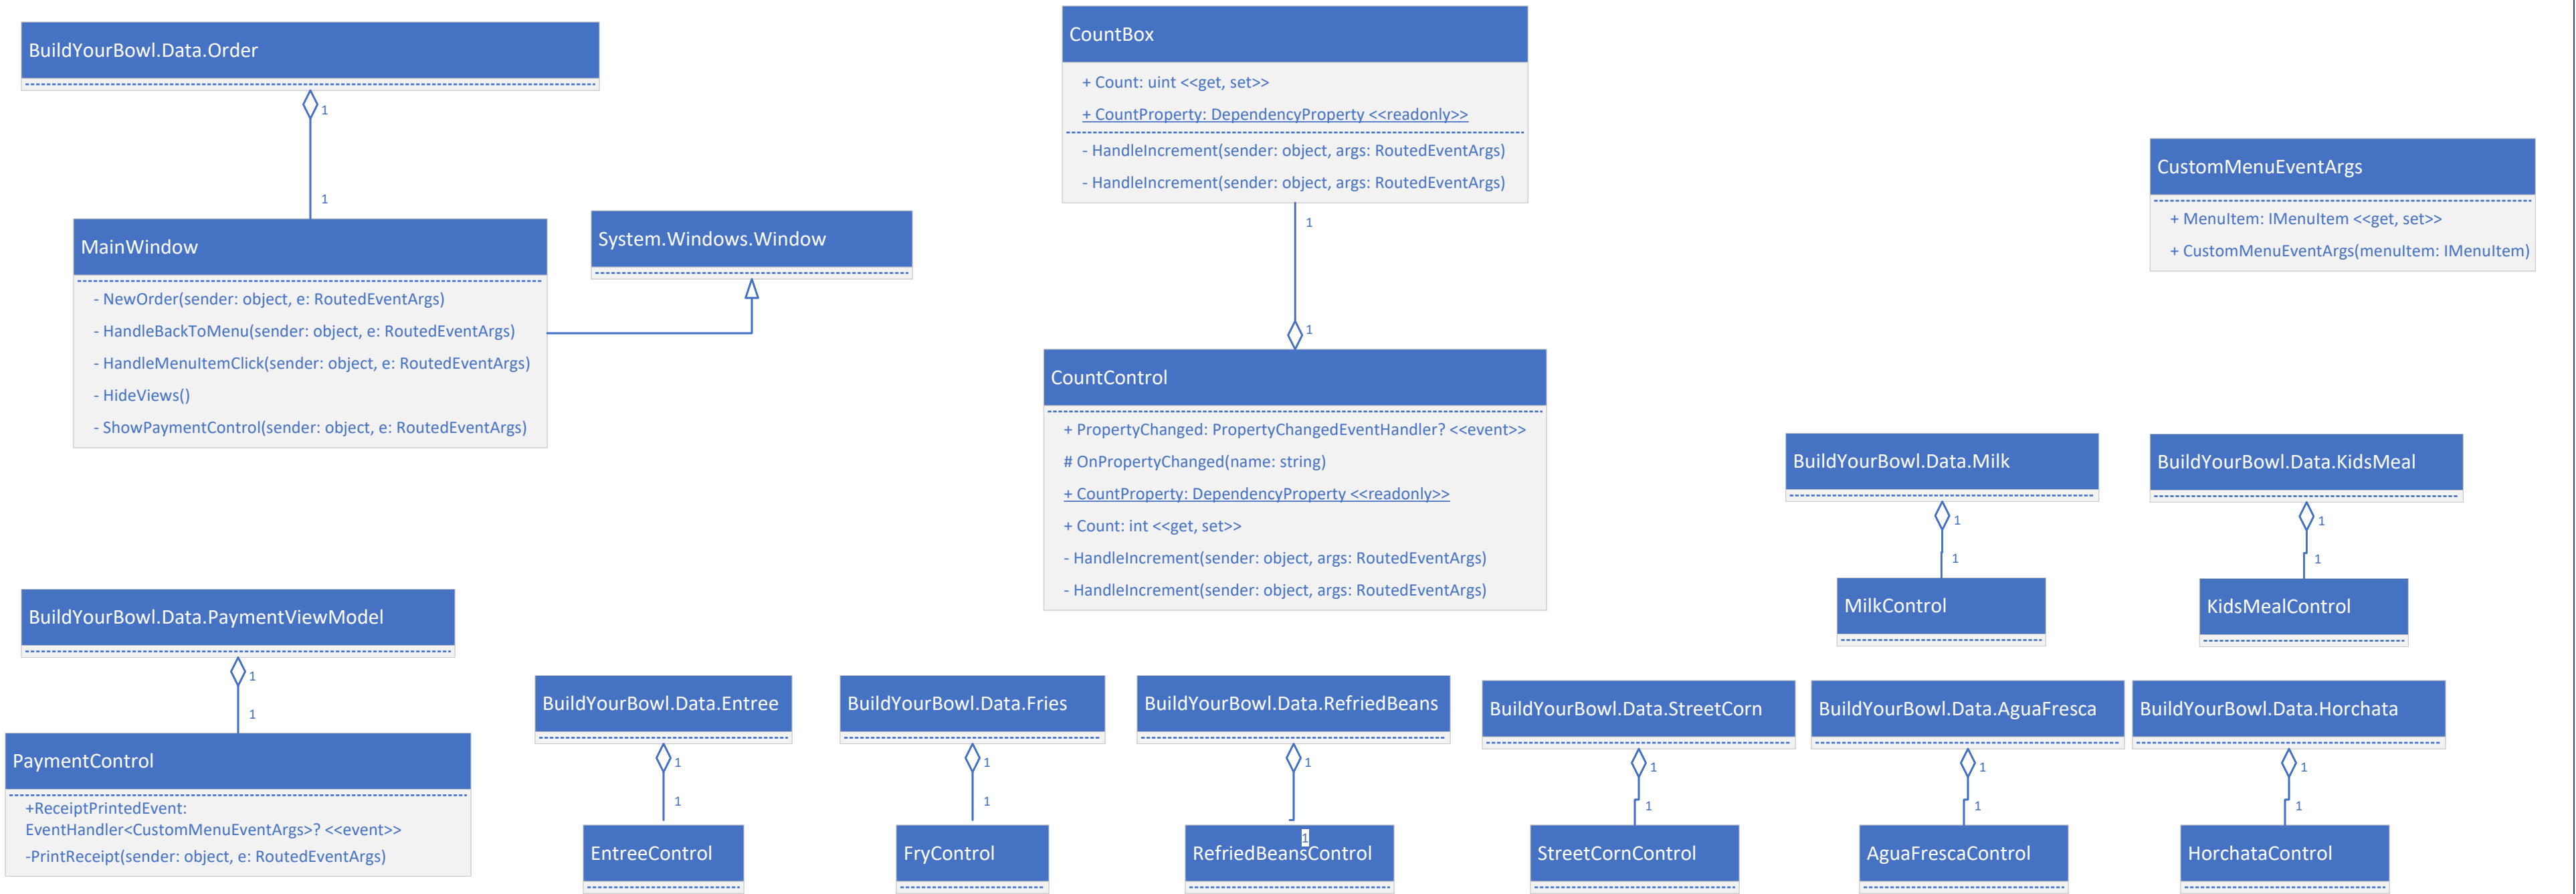 BuildYourBowl.Data.Order
1
1
MainWindow
- NewOrder(sender: object, e: RoutedEventArgs)
- HandleBackToMenu(sender: object, e: RoutedEventArgs)
- HandleMenuItemClick(sender: object, e: RoutedEventArgs)
- HideViews()
- ShowPaymentControl(sender: object, e: RoutedEventArgs)
System.Windows.Window
CountBox
+ Count: uint <<get, set>>
+ CountProperty: DependencyProperty <<readonly>>
- HandleIncrement(sender: object, args: RoutedEventArgs)
- HandleIncrement(sender: object, args: RoutedEventArgs)
1
1
CountControl
+ PropertyChanged: PropertyChangedEventHandler? <<event>>
# OnPropertyChanged(name: string)
+ CountProperty: DependencyProperty <<readonly>>
+ Count: int <<get, set>>
- HandleIncrement(sender: object, args: RoutedEventArgs)
- HandleIncrement(sender: object, args: RoutedEventArgs)
CustomMenuEventArgs
+ MenuItem: IMenuItem <<get, set>>
+ CustomMenuEventArgs(menuItem: IMenuItem)
BuildYourBowl.Data.Milk
1
1
MilkControl
BuildYourBowl.Data.KidsMeal
1
1
KidsMealControl
BuildYourBowl.Data.PaymentViewModel
1
1
PaymentControl
+ReceiptPrintedEvent:
EventHandler<CustomMenuEventArgs>? <<event>>
-PrintReceipt(sender: object, e: RoutedEventArgs)
BuildYourBowl.Data.Entree
1
1
EntreeControl
BuildYourBowl.Data.Fries
1
1
FryControl
BuildYourBowl.Data.RefriedBeans
1
1
RefriedBeansControl
BuildYourBowl.Data.StreetCorn
1
1
StreetCornControl
BuildYourBowl.Data.AguaFresca
1
1
AguaFrescaControl
BuildYourBowl.Data.Horchata
1
1
HorchataControl